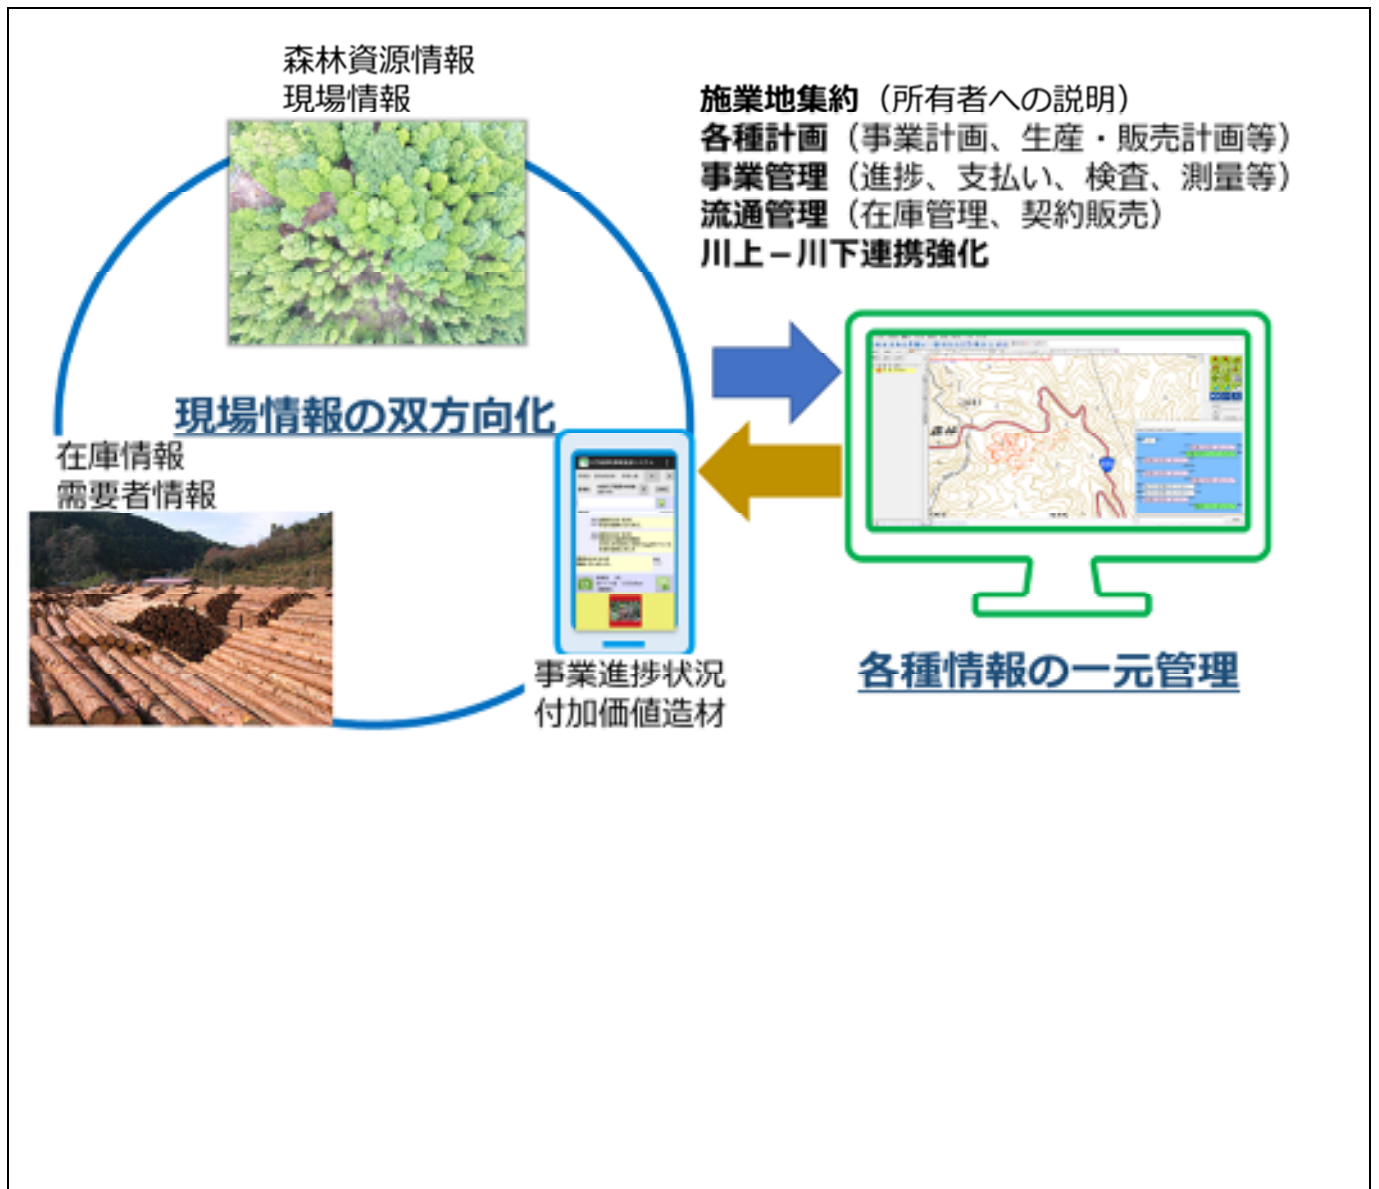 森林資源情報
現場情報
施業地集約（所有者への説明）
各種計画（事業計画、生産・販売計画等）
事業管理（進捗、支払い、検査、測量等）
流通管理（在庫管理、契約販売）
川上－川下連携強化
現場情報の双方向化
在庫情報
需要者情報
事業進捗状況
付加価値造材
各種情報の一元管理